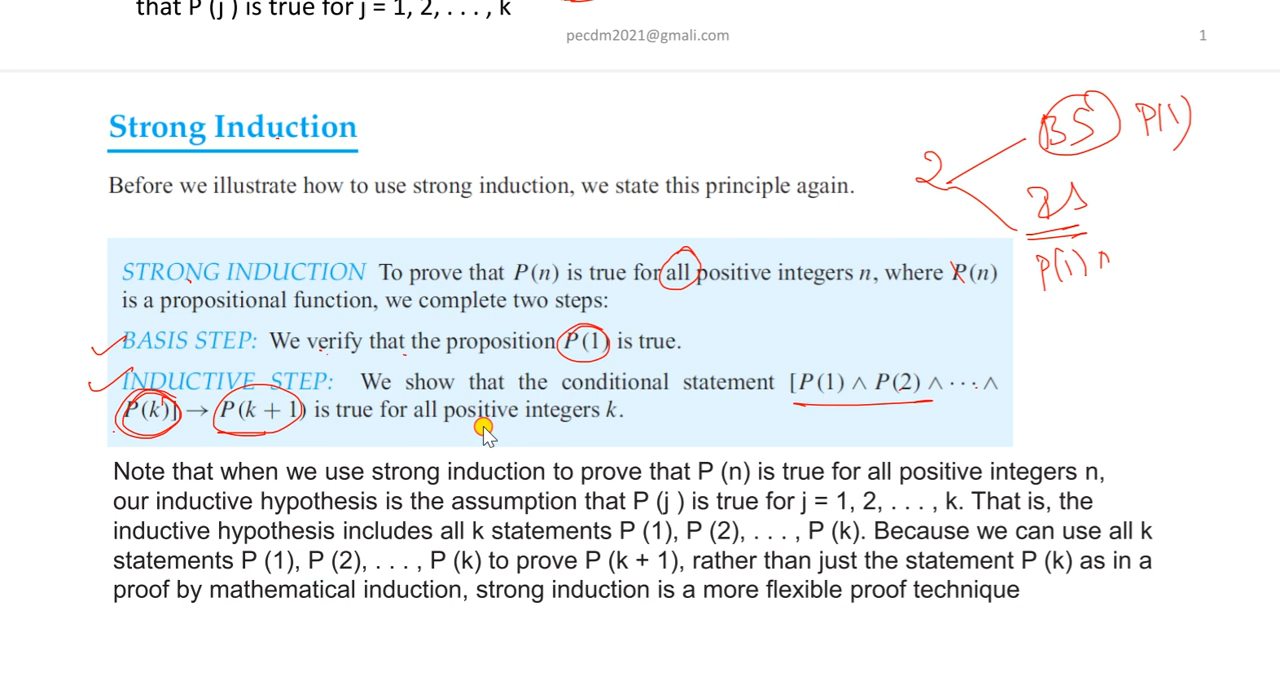 that P (j ) is true for j = 1, 2, . . . , k
pecdm2021@gmali.com
1
Strong Induction
Before we illustrate how to use strong induction, we state this principle again.
STRONG INDUCTION To prove that P(n) is true for all positive integers n, where P(n)
is a propositional function, we complete two steps:
BASIS STEP: We verify that the proposition P(1) is true.
INDUCTIVE STEP: We show that the conditional statement [P(1) ∧ P(2) ∧ · · · ∧
P(k)] → P(k + 1) is true for all positive integers k.
Note that when we use strong induction to prove that P (n) is true for all positive integers n,
our inductive hypothesis is the assumption that P (j ) is true for j = 1, 2, . . . , k. That is, the
inductive hypothesis includes all k statements P (1), P (2), . . . , P (k). Because we can use all k
statements P (1), P (2), . . . , P (k) to prove P (k + 1), rather than just the statement P (k) as in a
proof by mathematical induction, strong induction is a more flexible proof technique
2
BS P(1)
IS
P(1) ∧